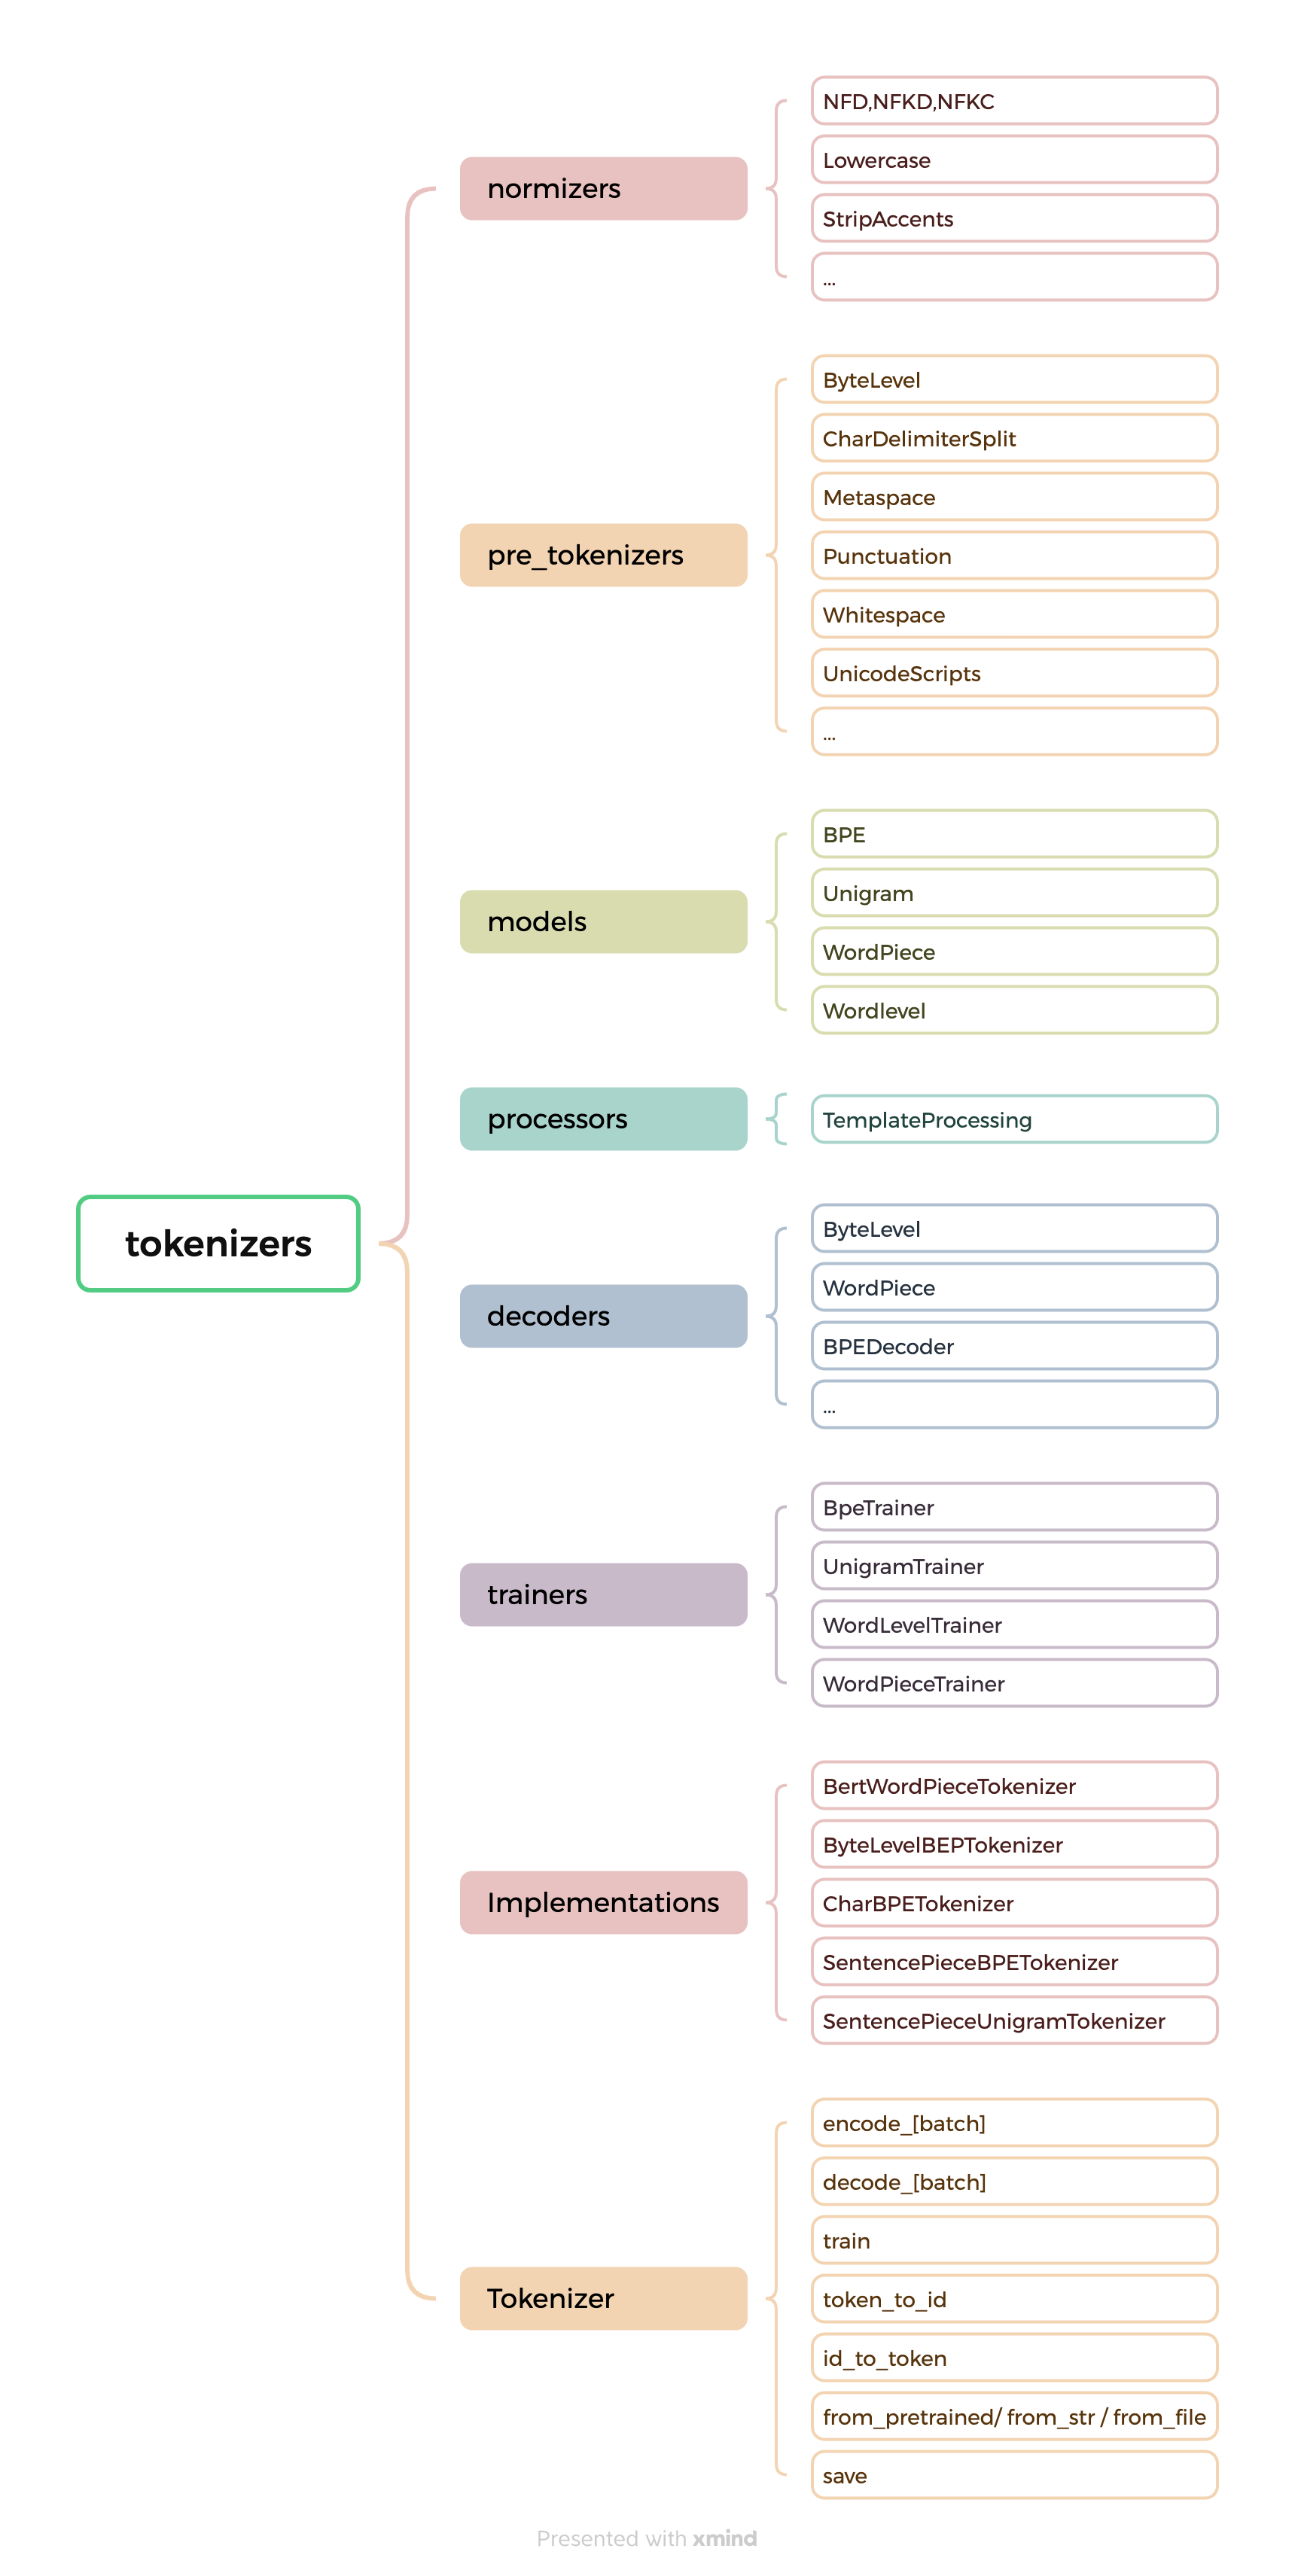 tokenizers
normizers
NFD,NFKD,NFKC
Lowercase
StripAccents
...
pre_tokenizers
ByteLevel
CharDelimiterSplit
Metaspace
Punctuation
Whitespace
UnicodeScripts
...
models
BPE
Unigram
WordPiece
Wordlevel
processors
TemplateProcessing
decoders
ByteLevel
WordPiece
BPEDecoder
...
trainers
BpeTrainer
UnigramTrainer
WordLevelTrainer
WordPieceTrainer
Implementations
BertWordPieceTokenizer
ByteLevelBEPTokenizer
CharBPETokenizer
SentencePieceBPETokenizer
SentencePieceUnigramTokenizer
Tokenizer
encode_[batch]
decode_[batch]
train
token_to_id
id_to_token
from_pretrained/ from_str / from_file
save
Presented with xmind